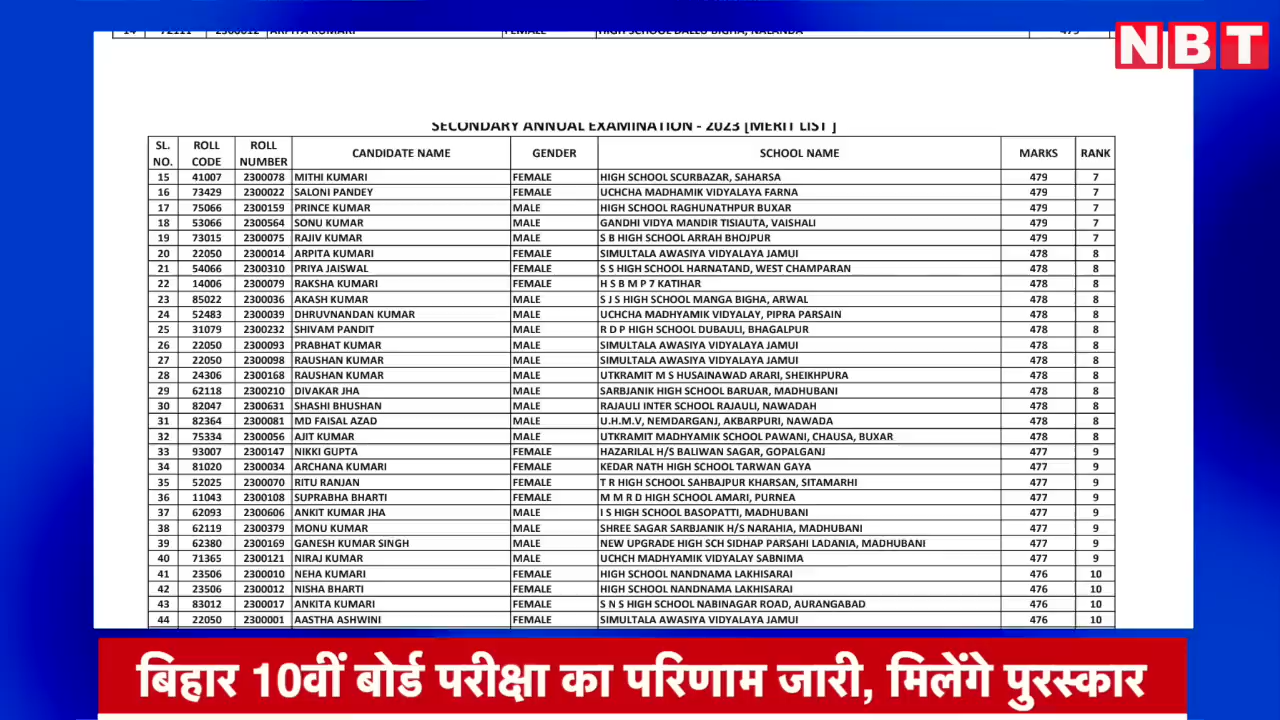 14 72111 2300012 ARPITA KUMARI FEMALE HIGH SCHOOL DALLU BIGHA, NALANDA 479
NBT
SECONDARY ANNUAL EXAMINATION - 2023 [MERIT LIST ]
SL. NO. ROLL CODE ROLL NUMBER CANDIDATE NAME GENDER SCHOOL NAME MARKS RANK
15 41007 2300078 MITHI KUMARI FEMALE HIGH SCHOOL SCURBAZAR, SAHARSA 479 7
16 73429 2300022 SALONI PANDEY FEMALE UCHCHA MADHAMIK VIDYALAYA FARNA 479 7
17 75066 2300159 PRINCE KUMAR MALE HIGH SCHOOL RAGHUNATHPUR BUXAR 479 7
18 53066 2300564 SONU KUMAR MALE GANDHI VIDYA MANDIR TISIAUTA, VAISHALI 479 7
19 73015 2300075 RAJIV KUMAR MALE S B HIGH SCHOOL ARRAH BHOJPUR 479 7
20 22050 2300014 ARPITA KUMARI FEMALE SIMULTALA AWASIYA VIDYALAYA JAMUI 478 8
21 54066 2300310 PRIYA JAISWAL FEMALE S S HIGH SCHOOL HARNATAND, WEST CHAMPARAN 478 8
22 14006 2300079 RAKSHA KUMARI FEMALE H S B M P 7 KATIHAR 478 8
23 85022 2300036 AKASH KUMAR MALE S J S HIGH SCHOOL MANGA BIGHA, ARWAL 478 8
24 52483 2300039 DHRUVNANDAN KUMAR MALE UCHCHA MADHYAMIK VIDYALAY, PIPRA PARSAIN 478 8
25 31079 2300232 SHIVAM PANDIT MALE R D P HIGH SCHOOL DUBAULI, BHAGALPUR 478 8
26 22050 2300093 PRABHAT KUMAR MALE SIMULTALA AWASIYA VIDYALAYA JAMUI 478 8
27 22050 2300098 RAUSHAN KUMAR MALE SIMULTALA AWASIYA VIDYALAYA JAMUI 478 8
28 24306 2300168 RAUSHAN KUMAR MALE UTKRAMIT M S HUSAINAWAD ARARI, SHEIKHPURA 478 8
29 62118 2300210 DIVAKAR JHA MALE SARBJANIK HIGH SCHOOL BARUAR, MADHUBANI 478 8
30 82047 2300631 SHASHI BHUSHAN MALE RAJAULI INTER SCHOOL RAJAULI, NAWADAH 478 8
31 82364 2300081 MD FAISAL AZAD MALE U.H.M.V, NEMDARGANJ, AKBARPURI, NAWADA 478 8
32 75334 2300056 AJIT KUMAR MALE UTKRAMIT MADHYAMIK SCHOOL PAWANI, CHAUSA, BUXAR 478 8
33 93007 2300147 NIKKI GUPTA FEMALE HAZARILAL H/S BALIWAN SAGAR, GOPALGANJ 477 9
34 81020 2300034 ARCHANA KUMARI FEMALE KEDAR NATH HIGH SCHOOL TARWAN GAYA 477 9
35 52025 2300070 RITU RANJAN FEMALE T R HIGH SCHOOL SAHBAJPUR KHARSAN, SITAMARHI 477 9
36 11043 2300108 SUPRABHA BHARTI FEMALE M M R D HIGH SCHOOL AMARI, PURNEA 477 9
37 62093 2300606 ANKIT KUMAR JHA MALE I S HIGH SCHOOL BASOPATTI, MADHUBANI 477 9
38 62119 2300379 MONU KUMAR MALE SHREE SAGAR SARBJANIK H/S NARAHIA, MADHUBANI 477 9
39 62380 2300169 GANESH KUMAR SINGH MALE NEW UPGRADE HIGH SCH SIDHAP PARSAHI LADANIA, MADHUBANI 477 9
40 71365 2300121 NIRAJ KUMAR MALE UCHCH MADHYAMIK VIDYALAY SABNIMA 477 9
41 23506 2300010 NEHA KUMARI FEMALE HIGH SCHOOL NANDNAMA LAKHISARAI 476 10
42 23506 2300012 NISHA BHARTI FEMALE HIGH SCHOOL NANDNAMA LAKHISARAI 476 10
43 83012 2300017 ANKITA KUMARI FEMALE S N S HIGH SCHOOL NABINAGAR ROAD, AURANGABAD 476 10
44 22050 2300001 AASTHA ASHWINI FEMALE SIMULTALA AWASIYA VIDYALAYA JAMUI 476 10
बिहार 10वीं बोर्ड परीक्षा का परिणाम जारी, मिलेंगे पुरस्कार